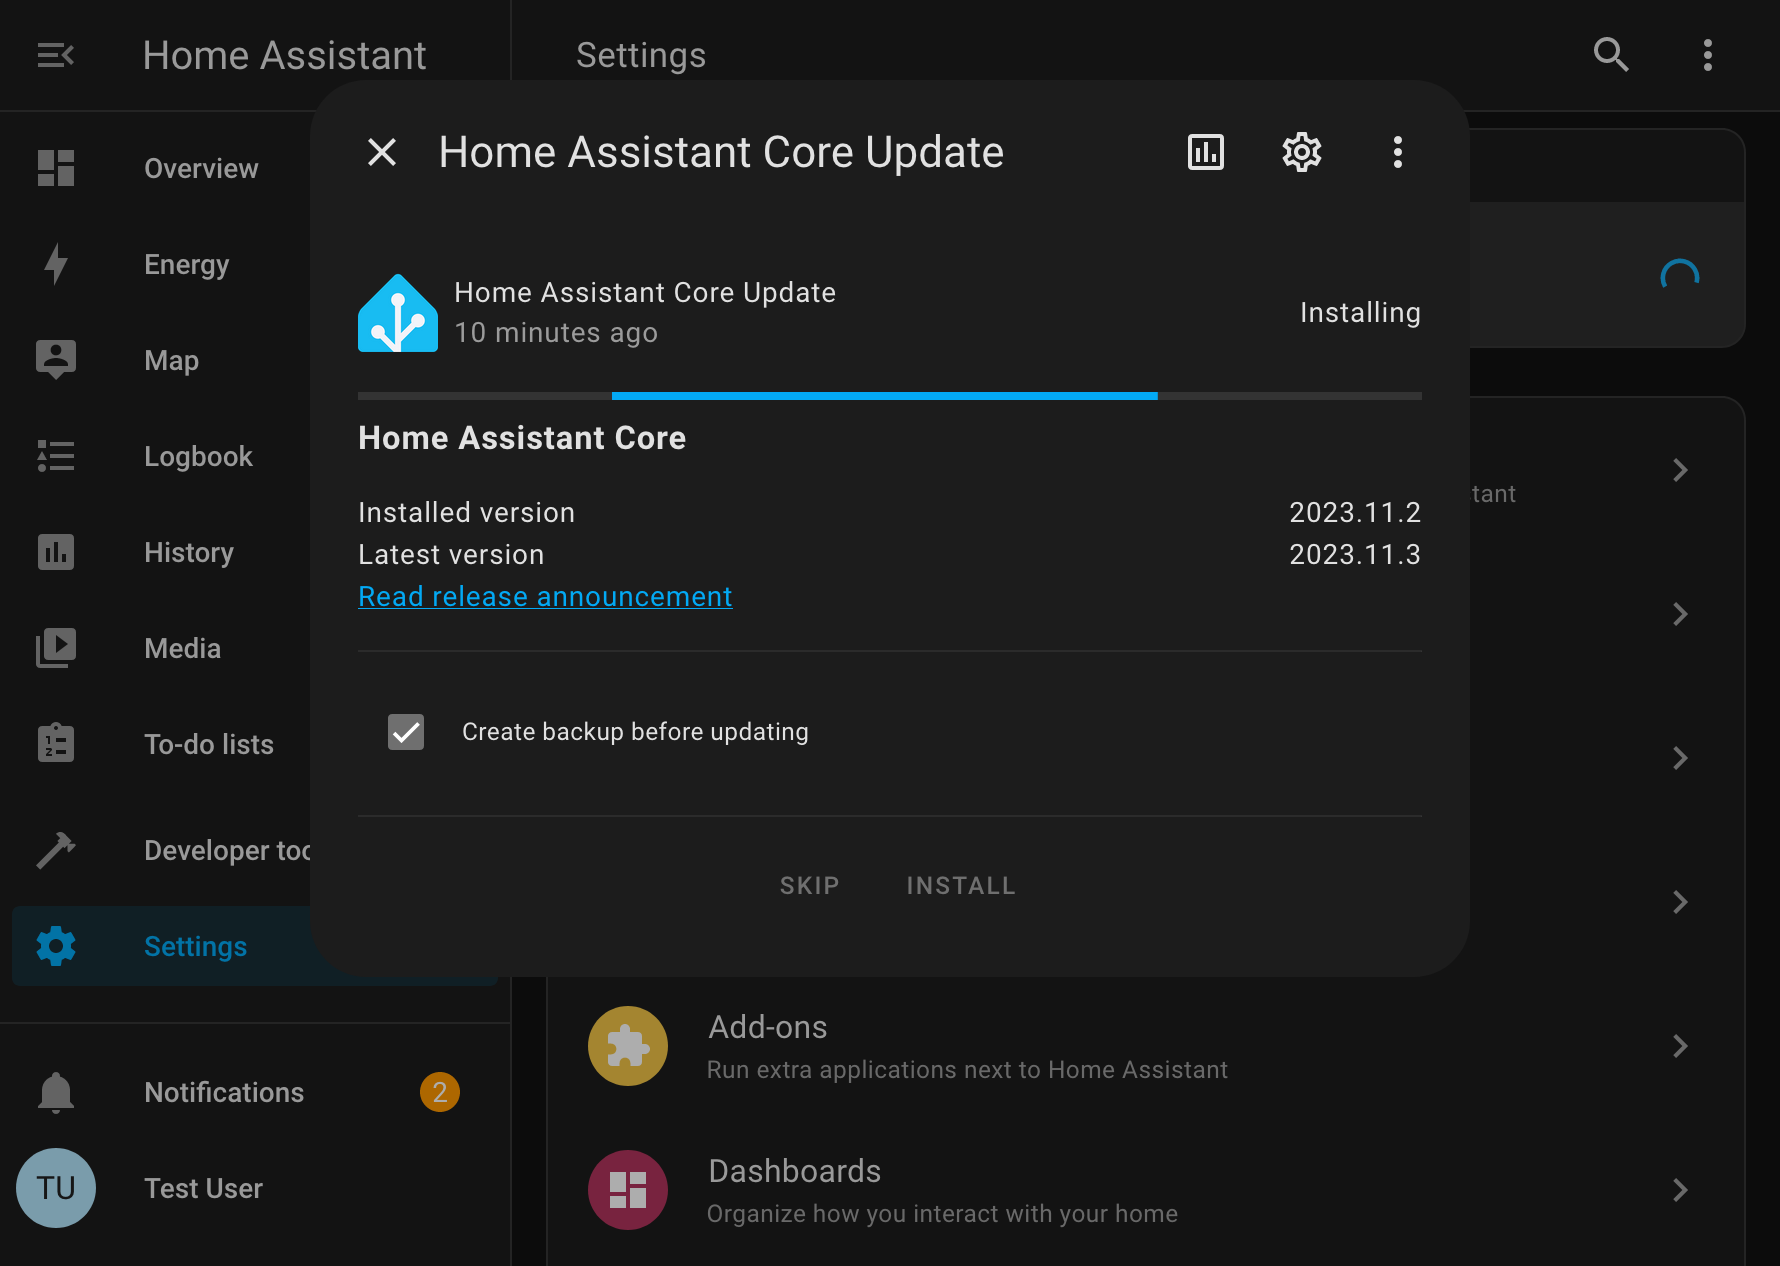 Home Assistant
Settings
Overview
Energy
Map
Logbook
History
Media
To-do lists
Developer too
Settings
Notifications
2
TU
Test User
Home Assistant Core Update
Home Assistant Core Update
10 minutes ago
Installing
Home Assistant Core
Installed version 2023.11.2
Latest version 2023.11.3
Read release announcement
Create backup before updating
SKIP INSTALL
tant
Add-ons
Run extra applications next to Home Assistant
Dashboards
Organize how you interact with your home